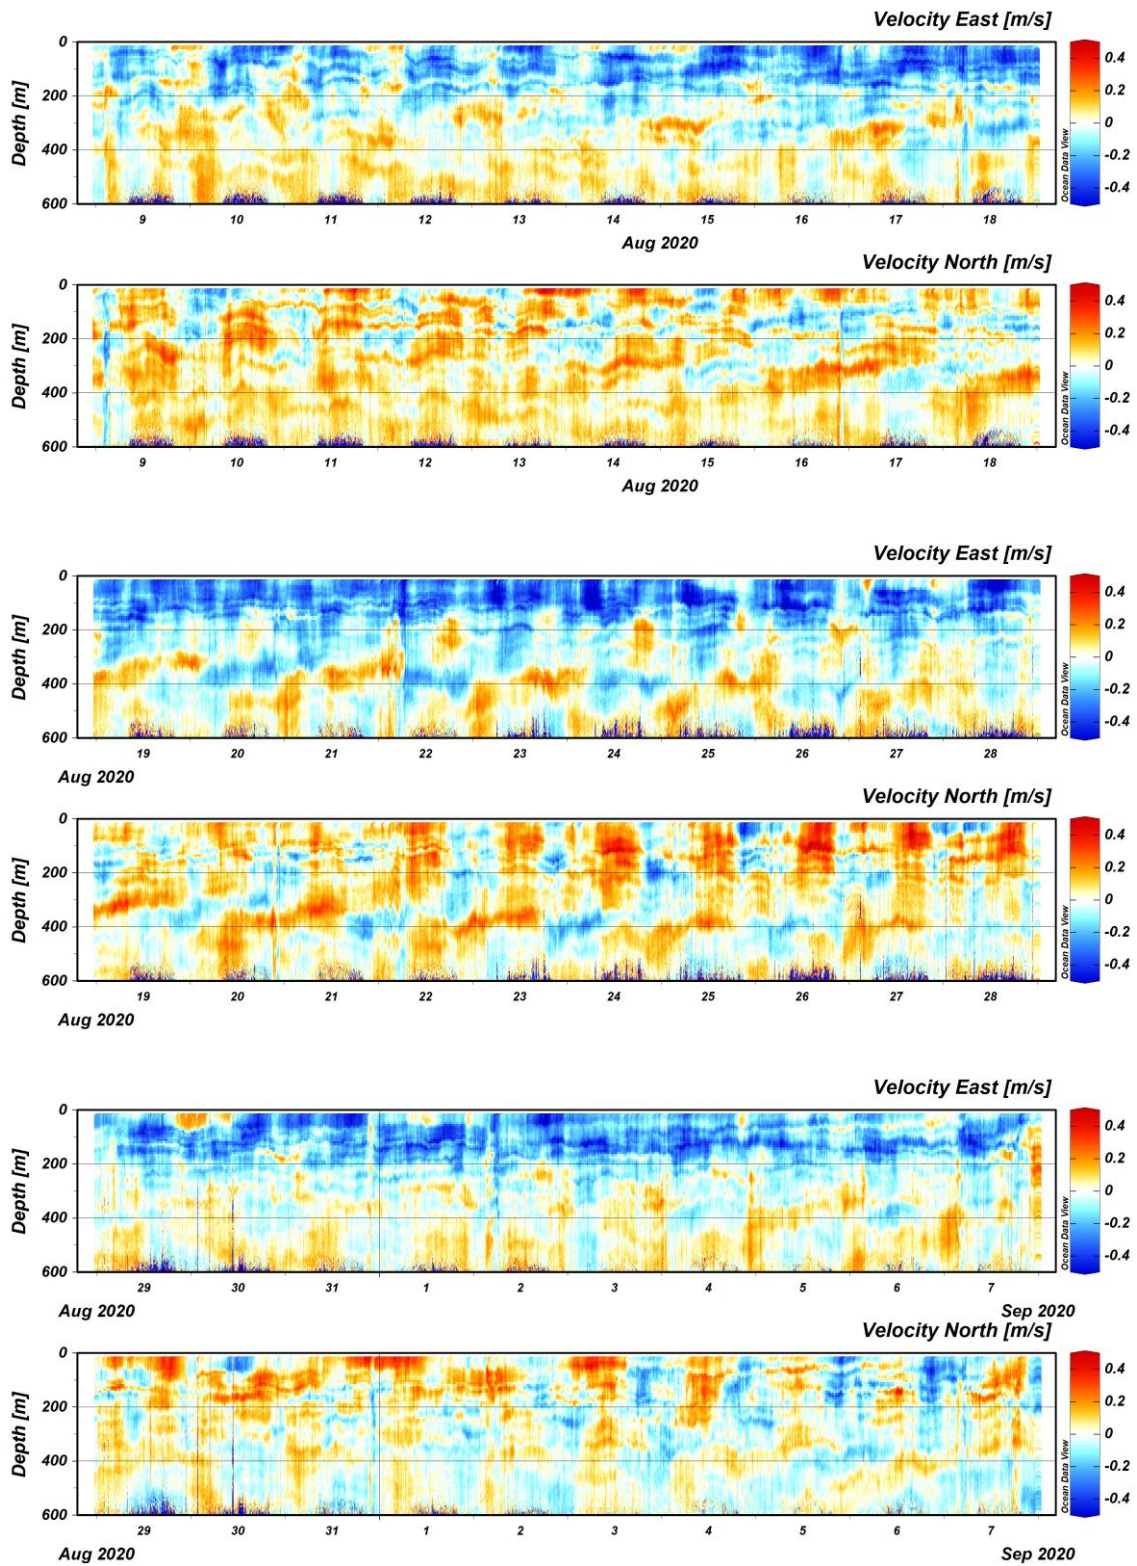 Velocity East [m/s]
0
200
400
600
Depth [m]
9 10 11 12 13 14 15 16 17 18
Aug 2020
Ocean Data View
0.4
0.2
0
-0.2
-0.4
Velocity North [m/s]
0
200
400
600
Depth [m]
9 10 11 12 13 14 15 16 17 18
Aug 2020
Ocean Data View
0.4
0.2
0
-0.2
-0.4
Velocity East [m/s]
0
200
400
600
Depth [m]
19 20 21 22 23 24 25 26 27 28
Aug 2020
Ocean Data View
0.4
0.2
0
-0.2
-0.4
Velocity North [m/s]
0
200
400
600
Depth [m]
19 20 21 22 23 24 25 26 27 28
Aug 2020
Ocean Data View
0.4
0.2
0
-0.2
-0.4
Velocity East [m/s]
0
200
400
600
Depth [m]
29 30 31 1 2 3 4 5 6 7
Aug 2020 Sep 2020
Ocean Data View
0.4
0.2
0
-0.2
-0.4
Velocity North [m/s]
0
200
400
600
Depth [m]
29 30 31 1 2 3 4 5 6 7
Aug 2020 Sep 2020
Ocean Data View
0.4
0.2
0
-0.2
-0.4